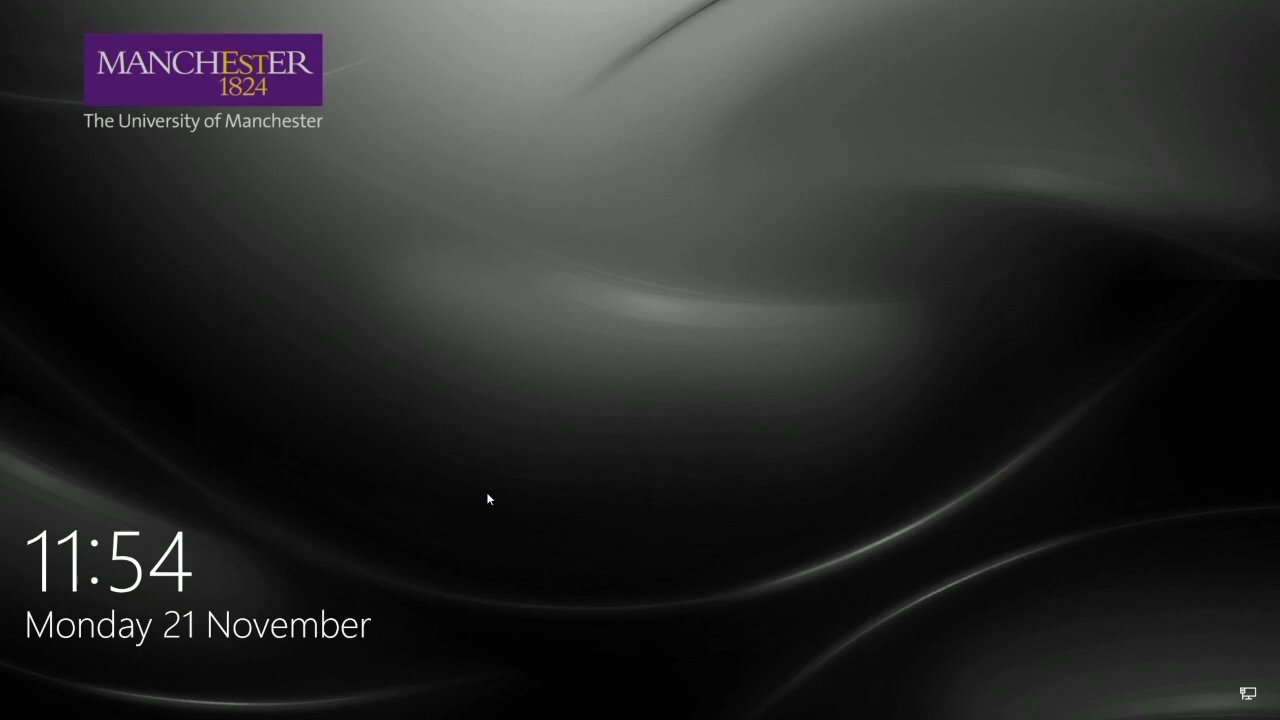 MANCHESTER
1824
The University of Manchester
11:54
Monday 21 November